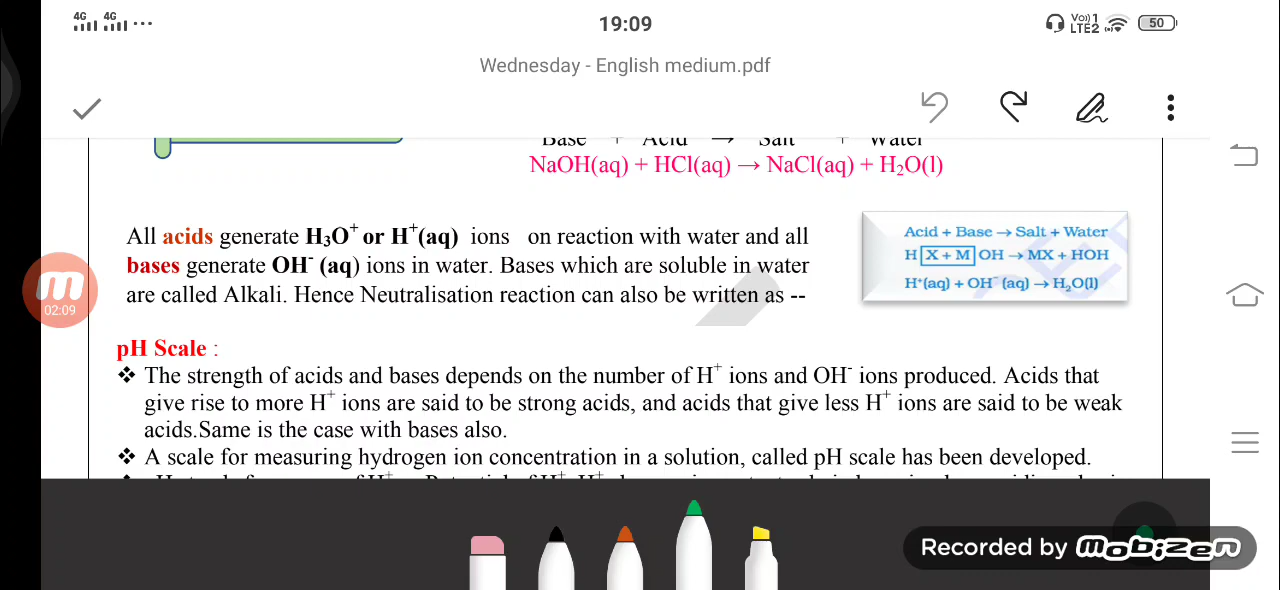 4G 4G ...
19:09
Vo)) 1
LTE2
50
Wednesday - English medium.pdf
Base + Acid → Salt + Water
NaOH(aq) + HCl(aq) → NaCl(aq) + H₂O(l)
All acids generate H₃O⁺ or H⁺(aq) ions on reaction with water and all
bases generate OH⁻ (aq) ions in water. Bases which are soluble in water
are called Alkali. Hence Neutralisation reaction can also be written as --
Acid + Base → Salt + Water
H X + M OH → MX + HOH
H⁺(aq) + OH⁻ (aq) → H₂O(l)
02:09
pH Scale :
❖ The strength of acids and bases depends on the number of H⁺ ions and OH⁻ ions produced. Acids that
give rise to more H⁺ ions are said to be strong acids, and acids that give less H⁺ ions are said to be weak
acids.Same is the case with bases also.
❖ A scale for measuring hydrogen ion concentration in a solution, called pH scale has been developed.
Recorded by mobizen